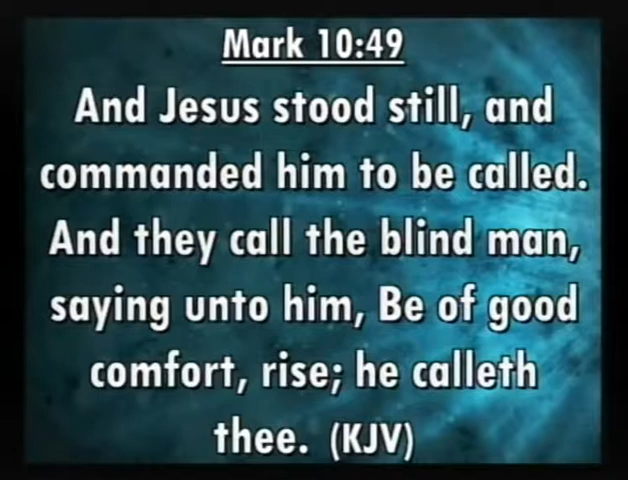 Mark 10:49
And Jesus stood still, and
commanded him to be called.
And they call the blind man,
saying unto him, Be of good
comfort, rise; he calleth
thee. (KJV)